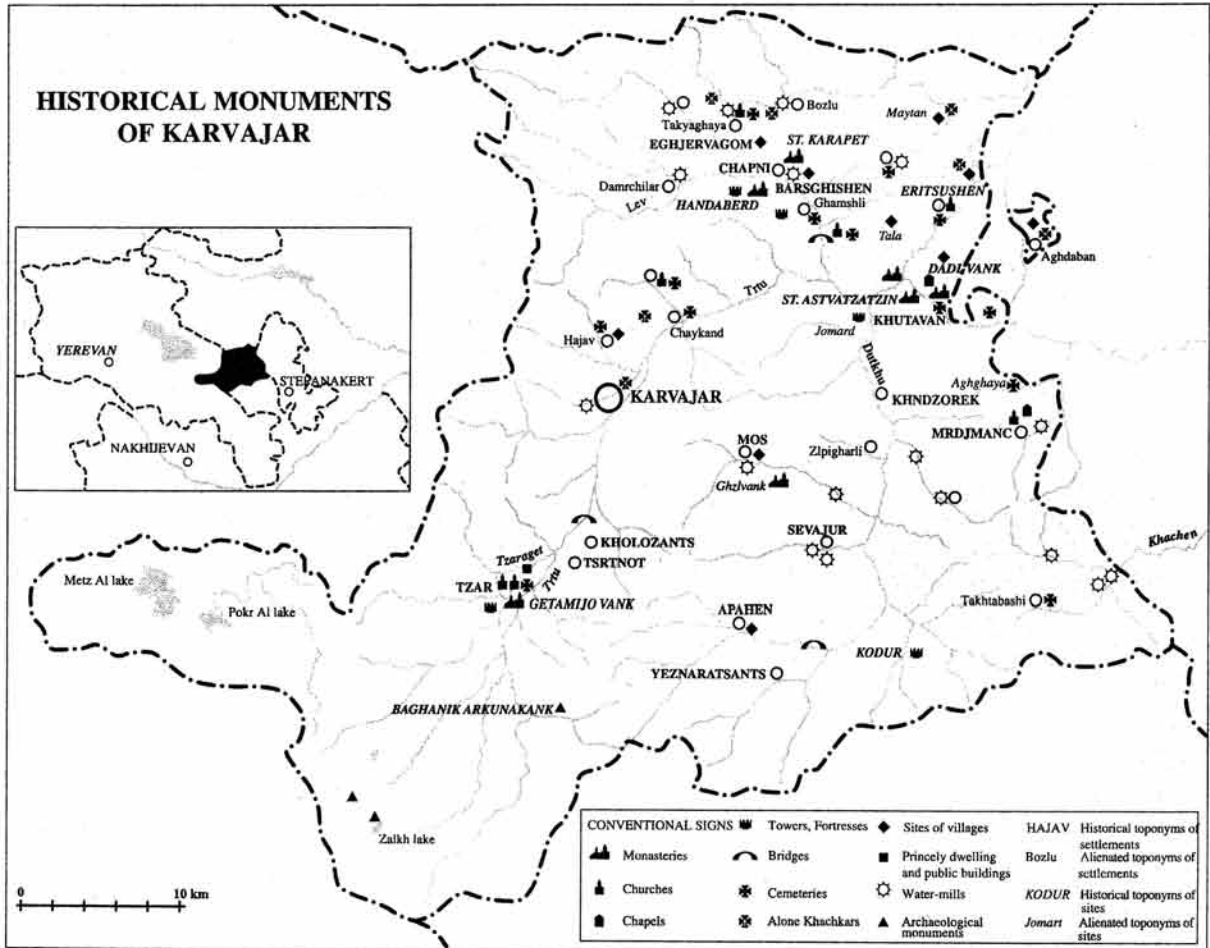 HISTORICAL MONUMENTS
OF KARVAJAR
YEREVAN
STEPANAKERT
NAKHIJEVAN
Bozlu
Takyaghaya
Maytan
EGHJERVAGOM
ST. KARAPET
CHAPNI
BARSGHISHEN
Damrchilar
HANDABERD
Ghamshli
ERITSUSHEN
Lev
Tala
Aghdaban
DADI VANK
Trtu
ST. ASTVATZATZIN
KHUTAVAN
Chaykand
Jomard
Hajav
Dutkhu
KARVAJAR
Aghghaya
KHNDZOREK
MRDJMANC
MOS
Zlpigharli
Ghzlvank
SEVAJUR
KHOLOZANTS
Khachen
Tzaraget
TSRTNOT
Metz Al lake
TZAR
Trtu
Pokr Al lake
GETAMIJO VANK
Takhtabashi
APAHEN
KODUR
YEZNARATSANTS
BAGHANIK ARKUNAKANK
Zalkh lake
0 10 km
CONVENTIONAL SIGNS
Monasteries
Churches
Chapels
Towers, Fortresses
Bridges
Cemeteries
Alone Khachkars
Sites of villages
Princely dwelling
and public buildings
Water-mills
Archaeological
monuments
HAJAV Historical toponyms of
settlements
Bozlu Alienated toponyms of
settlements
KODUR Historical toponyms of
sites
Jomart Alienated toponyms of
sites